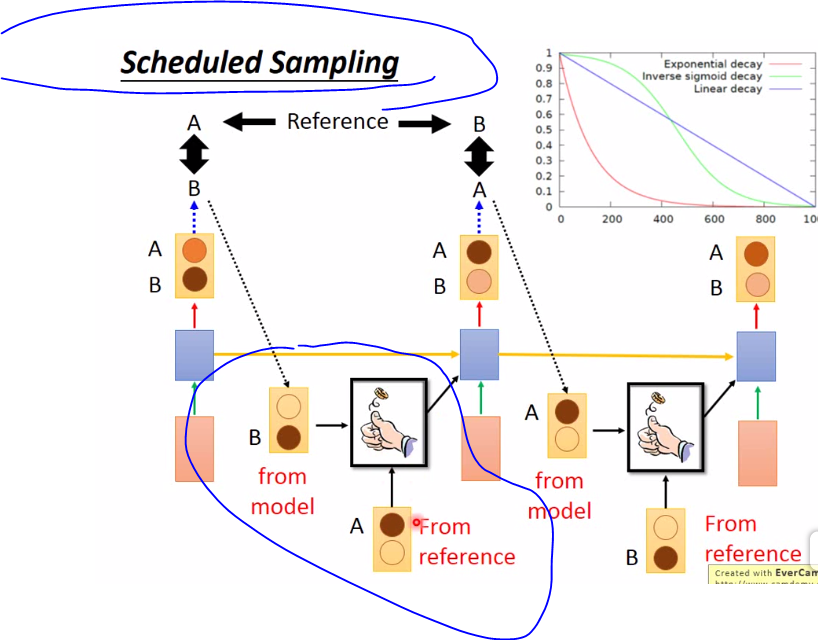 Scheduled Sampling
A
Reference
B
B
A
Exponential decay
Inverse sigmoid decay
Linear decay
1
0.9
0.8
0.7
0.6
0.5
0.4
0.3
0.2
0.1
0
0
200
400
600
800
A
B
A
B
A
B
B
from
model
A
From
reference
A
from
model
B
From
reference
Created with EverCam